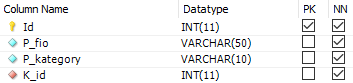 Column Name Datatype PK NN
Id INT(11)
P_fio VARCHAR(50)
P_kategory VARCHAR(10)
K_id INT(11)